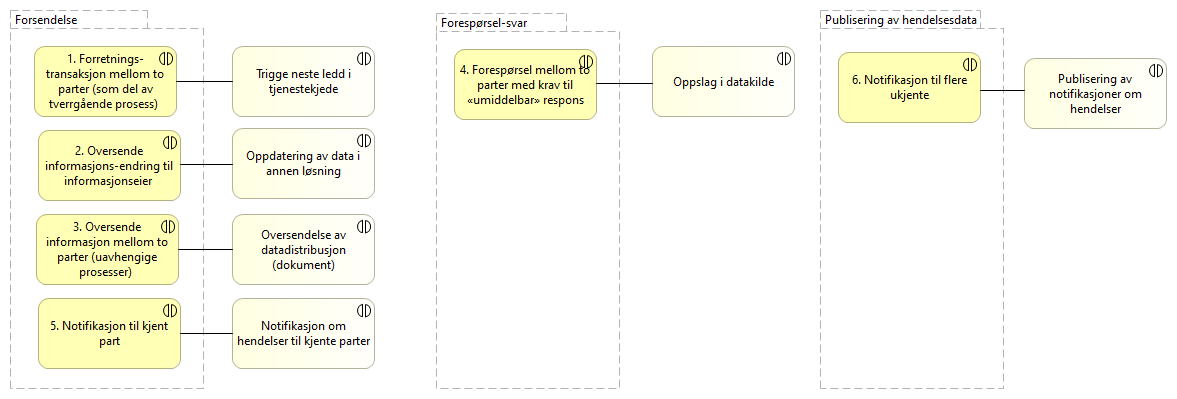 Forsendelse
1. Forretnings-
transaksjon mellom to
parter (som del av
tverrgående prosess)
Trigge neste ledd i
tjenestekjede
2. Oversende
informasjons-endring til
informasjonseier
Oppdatering av data i
annen løsning
3. Oversende
informasjon mellom to
parter (uavhengige
prosesser)
Oversendelse av
datadistribusjon
(dokument)
5. Notifikasjon til kjent
part
Notifikasjon om
hendelser til kjente parter
Forespørsel-svar
4. Forespørsel mellom to
parter med krav til
«umiddelbar» respons
Oppslag i datakilde
Publisering av hendelsesdata
6. Notifikasjon til flere
ukjente
Publisering av
notifikasjoner om
hendelser